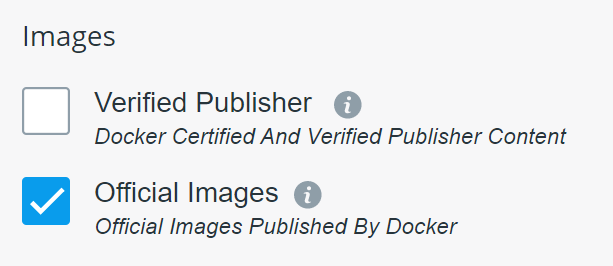 Images
Verified Publisher
Docker Certified And Verified Publisher Content
Official Images
Official Images Published By Docker